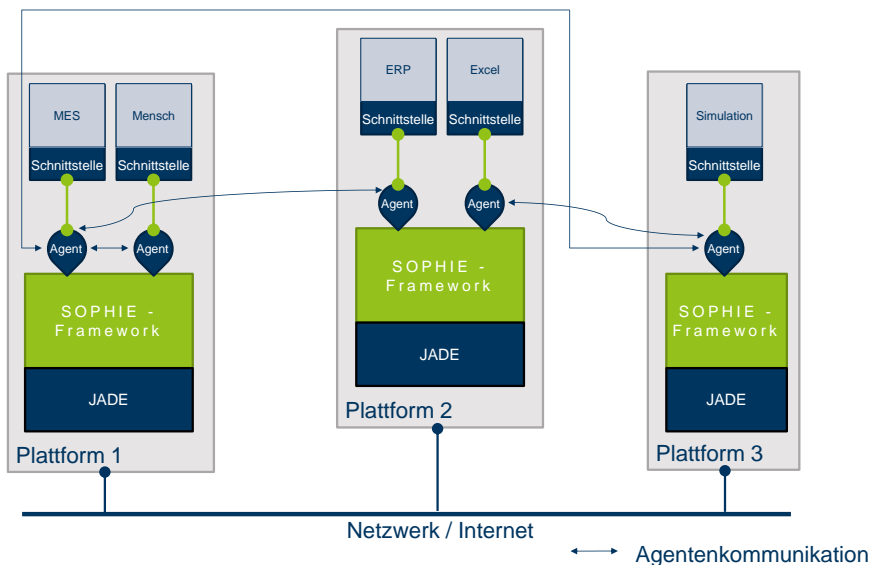 MES
Mensch
Schnittstelle
Schnittstelle
Agent
Agent
SOPHIE -
Framework
JADE
Plattform 1
ERP
Excel
Schnittstelle
Schnittstelle
Agent
Agent
SOPHIE -
Framework
JADE
Plattform 2
Simulation
Schnittstelle
Agent
SOPHIE -
Framework
JADE
Plattform 3
Netzwerk / Internet
Agentenkommunikation